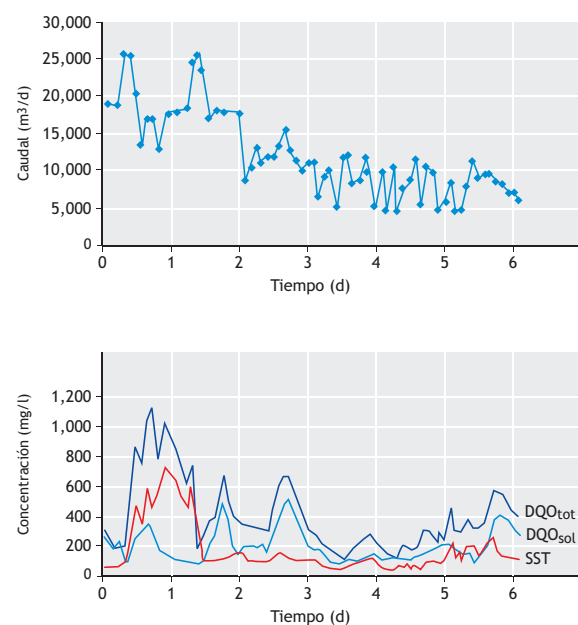 30,000
25,000
20,000
15,000
10,000
5,000
0
Caudal (m³/d)
0 1 2 3 4 5 6
Tiempo (d)
1,200
1,000
800
600
400
200
0
Concentración (mg/l)
DQOtot
DQOsol
SST
0 1 2 3 4 5 6
Tiempo (d)